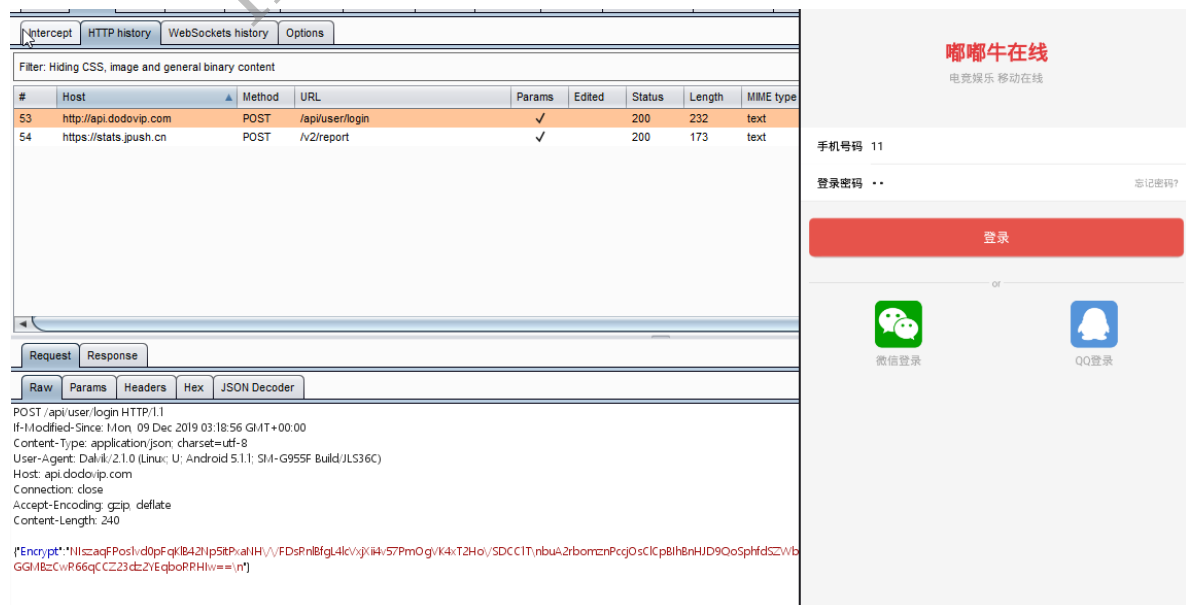 Intercept HTTP history WebSockets history Options
Filter: Hiding CSS, image and general binary content
# Host Method URL Params Edited Status Length MIME type
53 http://api.dodovip.com POST /api/user/login ✓ 200 232 text
54 https://stats.jpush.cn POST /v2/report ✓ 200 173 text
Request Response
Raw Params Headers Hex JSON Decoder
POST /api/user/login HTTP/1.1
If-Modified-Since: Mon, 09 Dec 2019 03:18:56 GMT+00:00
Content-Type: application/json; charset=utf-8
User-Agent: Dalvik/2.1.0 (Linux; U; Android 5.1.1; SM-G955F Build/JLS36C)
Host: api.dodovip.com
Connection: close
Accept-Encoding: gzip, deflate
Content-Length: 240
{"Encrypt":"NIszaqFPoslvd0pFqKlB42Np5itPxaNH\/\/FDsRnlBfgL4lcVxjXii4v57PmOgVK4xT2Ho\/SDCClT\nbuA2rbomznPccjOsClCpBIhBnHJD9QoSphfdSZWb
GGMBzCwR66qCCZ23dz2YEqboRRHIw==\n"}
嘟嘟牛在线
电竞娱乐 移动在线
手机号码 11
登录密码 ••
忘记密码?
登录
or
微信登录
QQ登录